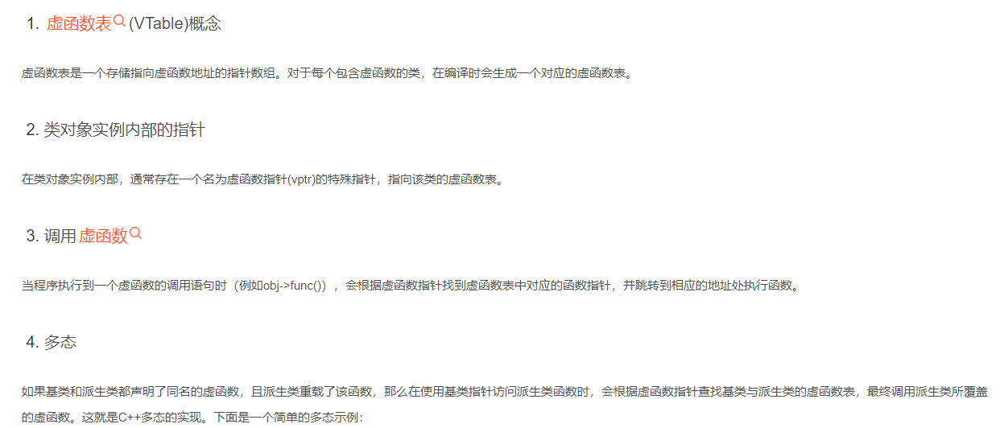 1. 虚函数表(VTable)概念
虚函数表是一个存储指向虚函数地址的指针数组。对于每个包含虚函数的类，在编译时会生成一个对应的虚函数表。
2. 类对象实例内部的指针
在类对象实例内部，通常存在一个名为虚函数指针(vptr)的特殊指针，指向该类的虚函数表。
3. 调用虚函数
当程序执行到一个虚函数的调用语句时（例如obj->func()），会根据虚函数指针找到虚函数表中对应的函数指针，并跳转到相应的地址处执行函数。
4. 多态
如果基类和派生类都声明了同名的虚函数，且派生类重载了该函数，那么在使用基类指针访问派生类函数时，会根据虚函数指针查找基类与派生类的虚函数表，最终调用派生类所覆盖
的虚函数。这就是C++多态的实现。下面是一个简单的多态示例：